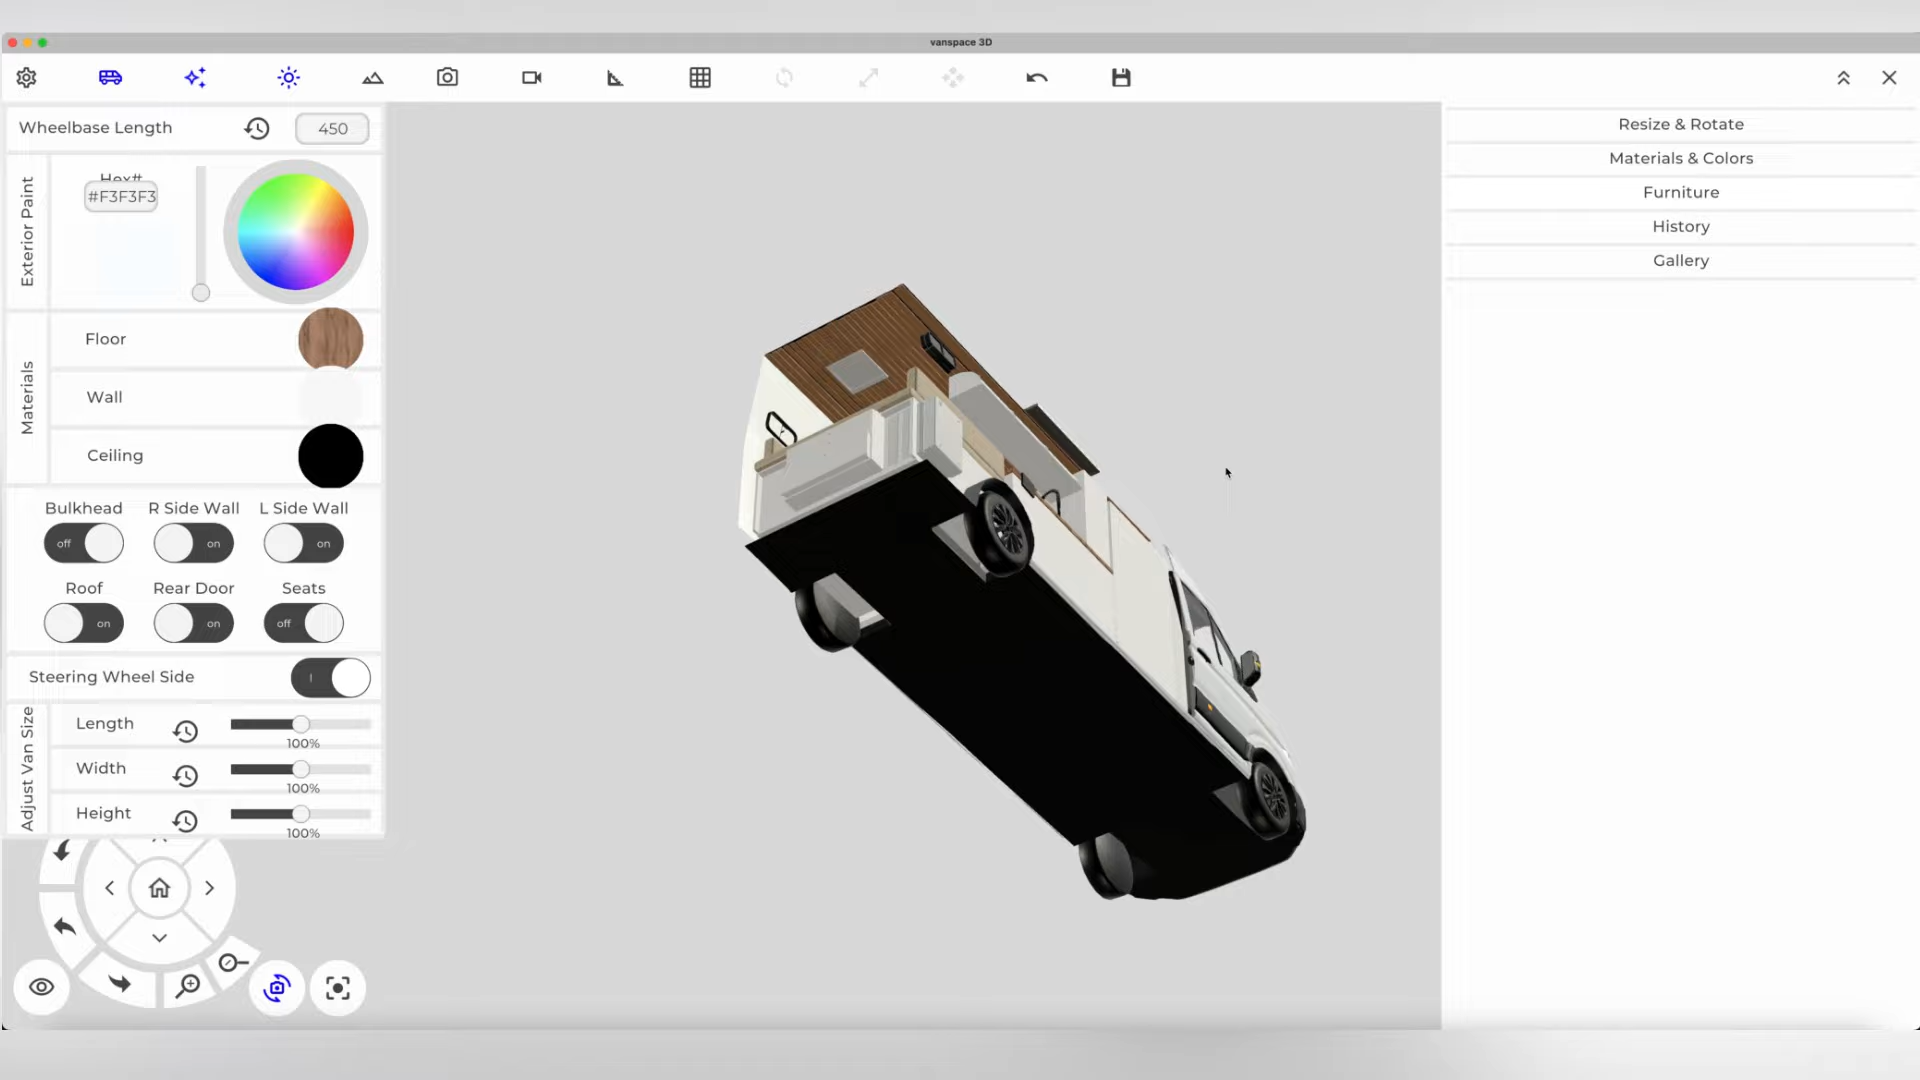 vanspace 3D
Wheelbase Length
450
Exterior Paint
Hex#
#F3F3F3
Materials
Floor
Wall
Ceiling
Bulkhead
R Side Wall
L Side Wall
off
on
on
Roof
Rear Door
Seats
on
on
off
Steering Wheel Side
Adjust Van Size
Length
100%
Width
100%
Height
100%
Resize & Rotate
Materials & Colors
Furniture
History
Gallery